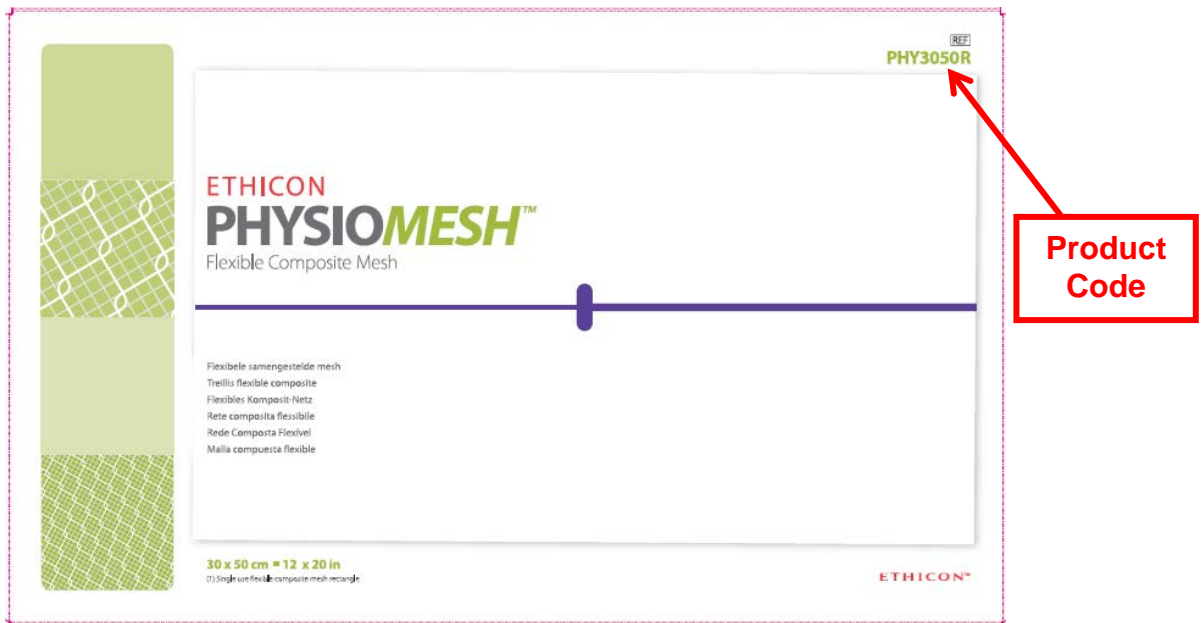 REF
PHY3050R
ETHICON
PHYSIOMESH™
Flexible Composite Mesh
Product
Code
Flexibele samengestelde mesh
Treillis flexible composite
Flexibles Komposit-Netz
Rete composita flessibile
Rede Composta Flexível
Malla compuesta flexible
30 x 50 cm = 12 x 20 in
(1) Single use flexible composite mesh rectangle
ETHICON™